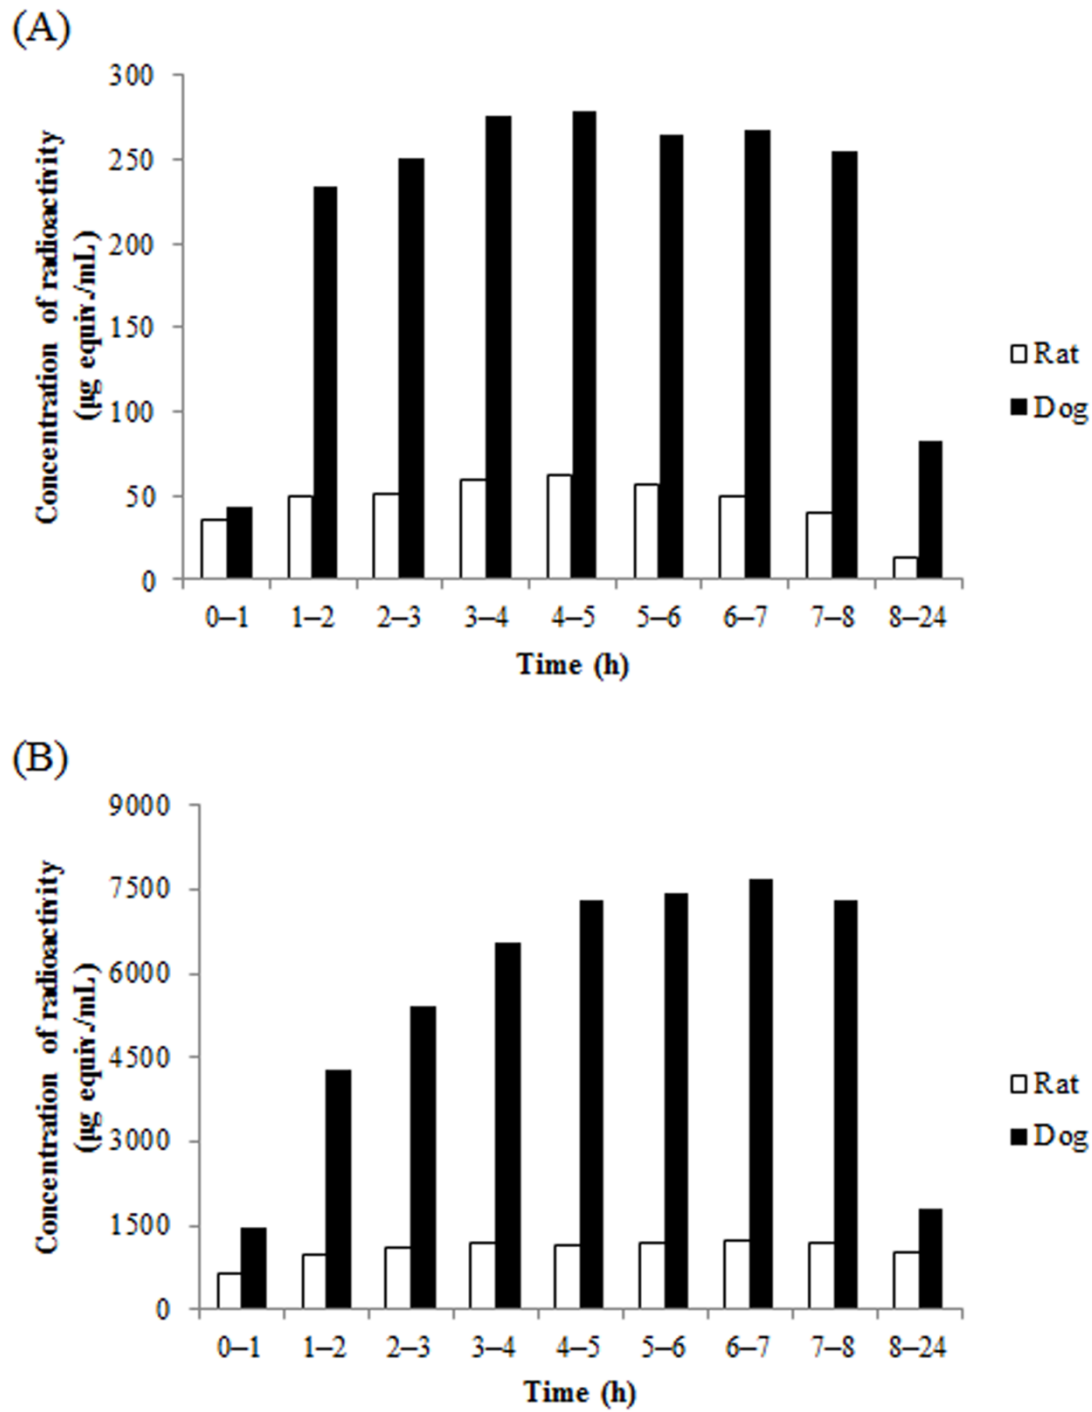 (A)
300
250
200
150
100
50
0
Concentration of radioactivity
(µg equiv./mL)
0–1 1–2 2–3 3–4 4–5 5–6 6–7 7–8 8–24
Time (h)
Rat
Dog
(B)
9000
7500
6000
4500
3000
1500
0
Concentration of radioactivity
(µg equiv./mL)
0–1 1–2 2–3 3–4 4–5 5–6 6–7 7–8 8–24
Time (h)
Rat
Dog